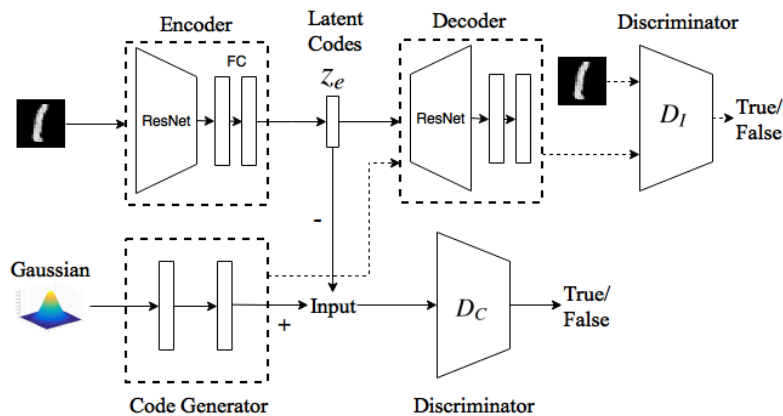 Encoder
Latent
Codes
Decoder
Discriminator
FC
z_e
ResNet
ResNet
D_I
True/
False
-
Gaussian
+
Input
D_C
True/
False
Code Generator
Discriminator